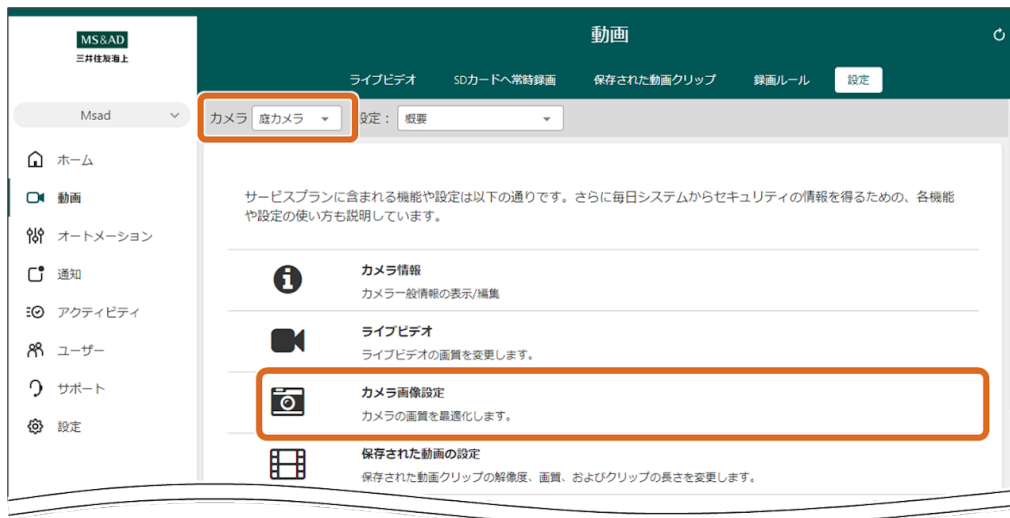 MS&AD
三井住友海上
動画
ライブビデオ SDカードへ常時録画 保存された動画クリップ 録画ルール 設定
Msad
カメラ 庭カメラ 設定： 概要
ホーム
動画
オートメーション
通知
アクティビティ
ユーザー
サポート
設定
サービスプランに含まれる機能や設定は以下の通りです。さらに毎日システムからセキュリティの情報を得るための、各機能
や設定の使い方も説明しています。
カメラ情報
カメラ一般情報の表示/編集
ライブビデオ
ライブビデオの画質を変更します。
カメラ画像設定
カメラの画質を最適化します。
保存された動画の設定
保存された動画クリップの解像度、画質、およびクリップの長さを変更します。